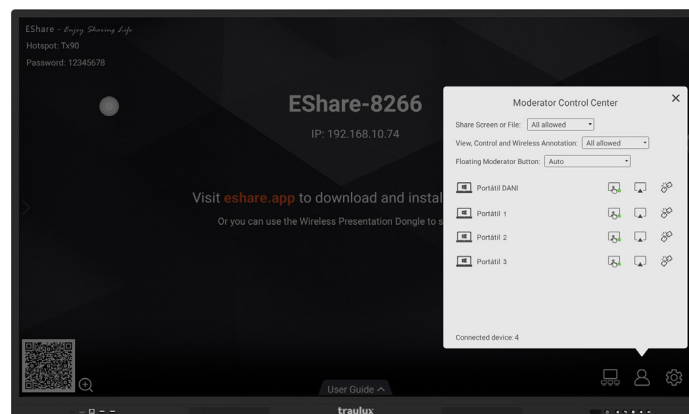 EShare - Enjoy Sharing Life
Hotspot: Tx90
Password: 12345678
EShare-8266
IP: 192.168.10.74
Visit eshare.app to download and instal
Or you can use the Wireless Presentation Dongle to s
Moderator Control Center
Share Screen or File: All allowed
View, Control and Wireless Annotation: All allowed
Floating Moderator Button: Auto
Portátil DANI
Portátil 1
Portátil 2
Portátil 3
Connected device: 4
User Guide
traulux